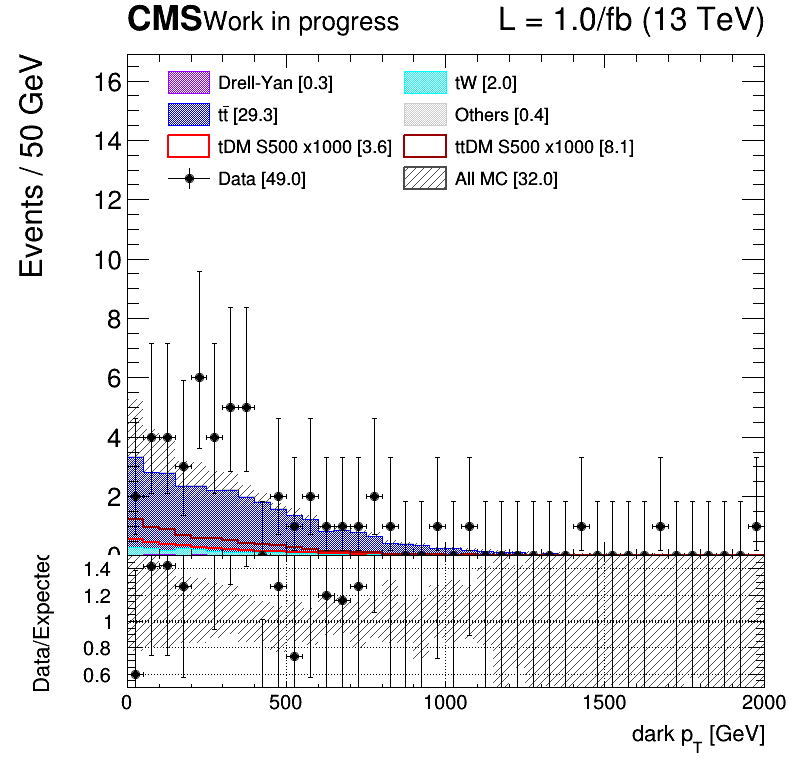 CMS Work in progress L = 1.0/fb (13 TeV)
Events / 50 GeV
16
14
12
10
8
6
4
2
0
Drell-Yan [0.3]
tW [2.0]
tt̄ [29.3]
Others [0.4]
tDM S500 x1000 [3.6]
ttDM S500 x1000 [8.1]
Data [49.0]
All MC [32.0]
Data/Expected
1.4
1.2
1
0.8
0.6
0 500 1000 1500 2000
dark p_T [GeV]